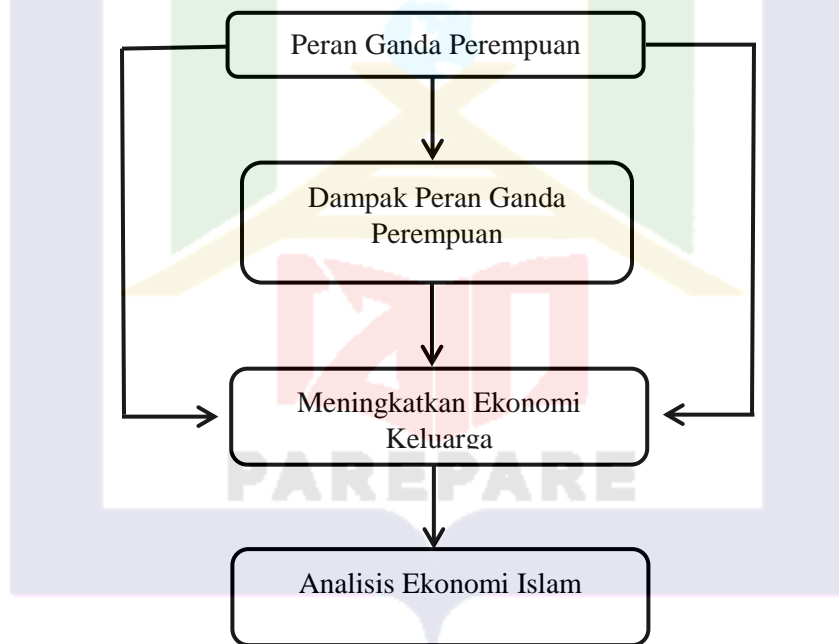 Peran Ganda Perempuan
Dampak Peran Ganda
Perempuan
Meningkatkan Ekonomi
Keluarga
PAREPARE
Analisis Ekonomi Islam